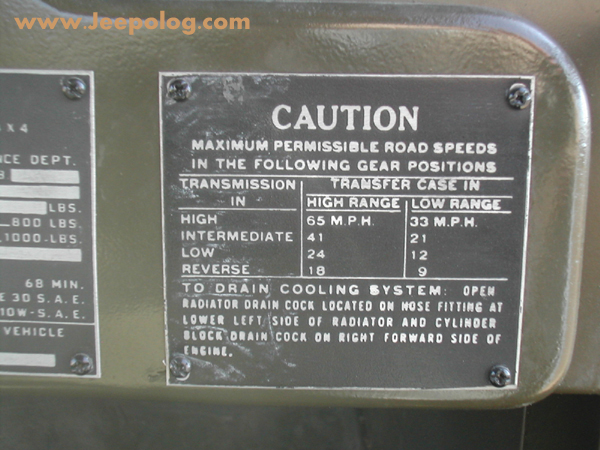 www.Jeepolog.com
X 4
NCE DEPT.
LBS.
800 LBS.
1000-LBS.
68 MIN.
E 30 S.A.E.
10W-S.A.E.
VEHICLE
CAUTION
MAXIMUM PERMISSIBLE ROAD SPEEDS
IN THE FOLLOWING GEAR POSITIONS
TRANSMISSION TRANSFER CASE IN
IN HIGH RANGE LOW RANGE
HIGH 65 M.P.H. 33 M.P.H.
INTERMEDIATE 41 21
LOW 24 12
REVERSE 18 9
TO DRAIN COOLING SYSTEM: OPEN
RADIATOR DRAIN COCK LOCATED ON HOSE FITTING AT
LOWER LEFT SIDE OF RADIATOR AND CYLINDER
BLOCK DRAIN COCK ON RIGHT FORWARD SIDE OF
ENGINE.